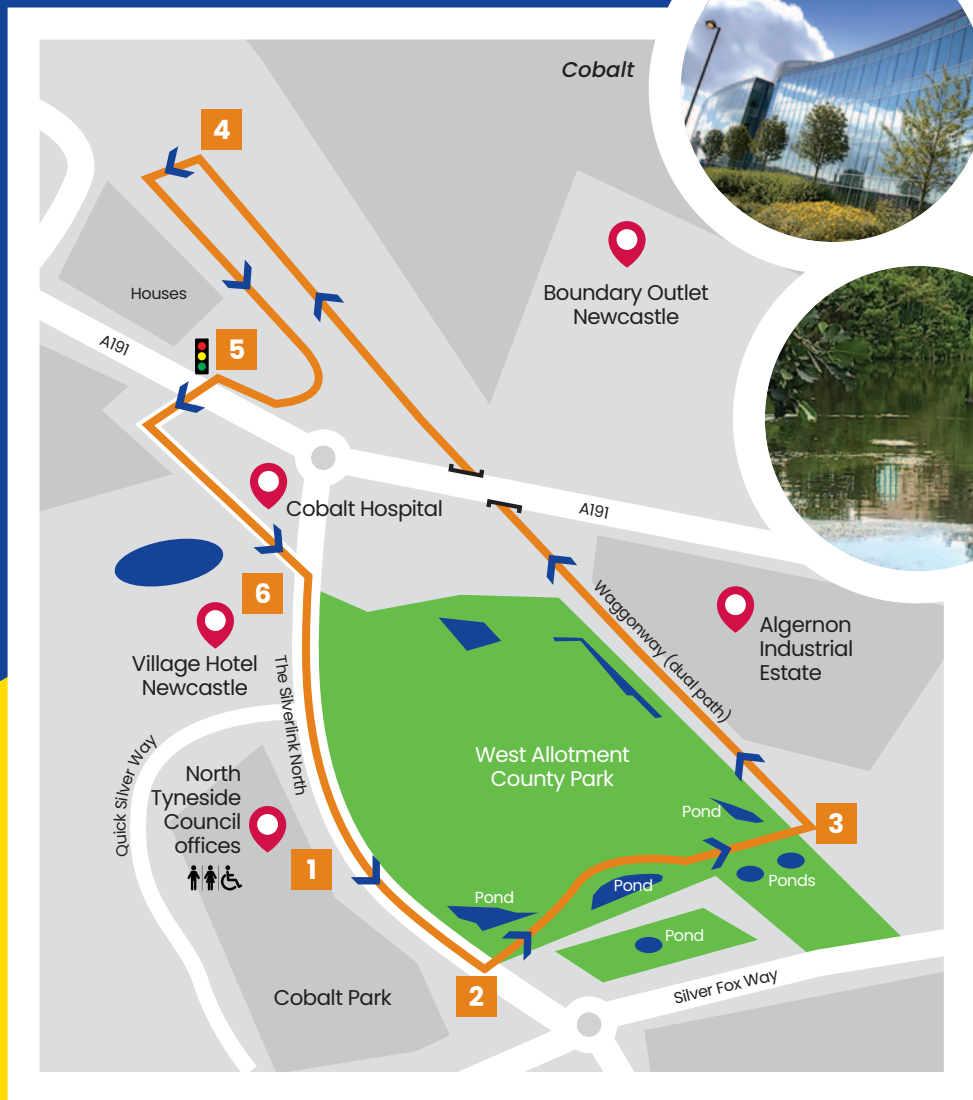 Cobalt
4
Boundary Outlet
Newcastle
Houses
A191
5
Cobalt Hospital
A191
6
Waggonway (dual path)
Algernon
Industrial
Estate
Village Hotel
Newcastle
The Silverlink North
Quick Silver Way
West Allotment
County Park
North
Tyneside
Council
offices
Pond
3
1
Pond
Pond
Ponds
Pond
2
Cobalt Park
Silver Fox Way